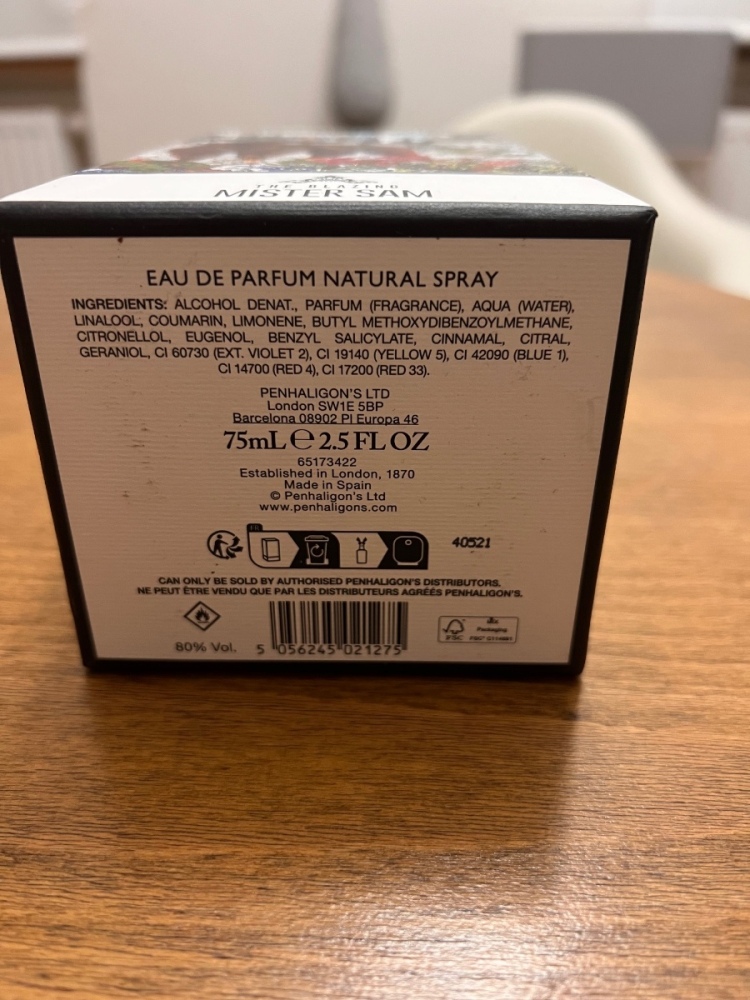 THE BLAZING
MISTER SAM
EAU DE PARFUM NATURAL SPRAY
INGREDIENTS: ALCOHOL DENAT., PARFUM (FRAGRANCE), AQUA (WATER),
LINALOOL, COUMARIN, LIMONENE, BUTYL METHOXYDIBENZOYLMETHANE,
CITRONELLOL, EUGENOL, BENZYL SALICYLATE, CINNAMAL, CITRAL,
GERANIOL, CI 60730 (EXT. VIOLET 2), CI 19140 (YELLOW 5), CI 42090 (BLUE 1),
CI 14700 (RED 4), CI 17200 (RED 33).
PENHALIGON'S LTD
London SW1E 5BP
Barcelona 08902 Pl Europa 46
75mL ℮ 2.5 FL OZ
65173422
Established in London, 1870
Made in Spain
© Penhaligon's Ltd
www.penhaligons.com
FR
40521
CAN ONLY BE SOLD BY AUTHORISED PENHALIGON'S DISTRIBUTORS.
NE PEUT ÊTRE VENDU QUE PAR LES DISTRIBUTEURS AGRÉÉS PENHALIGON'S.
80% Vol.
5 056245 021275
FSC
Packaging